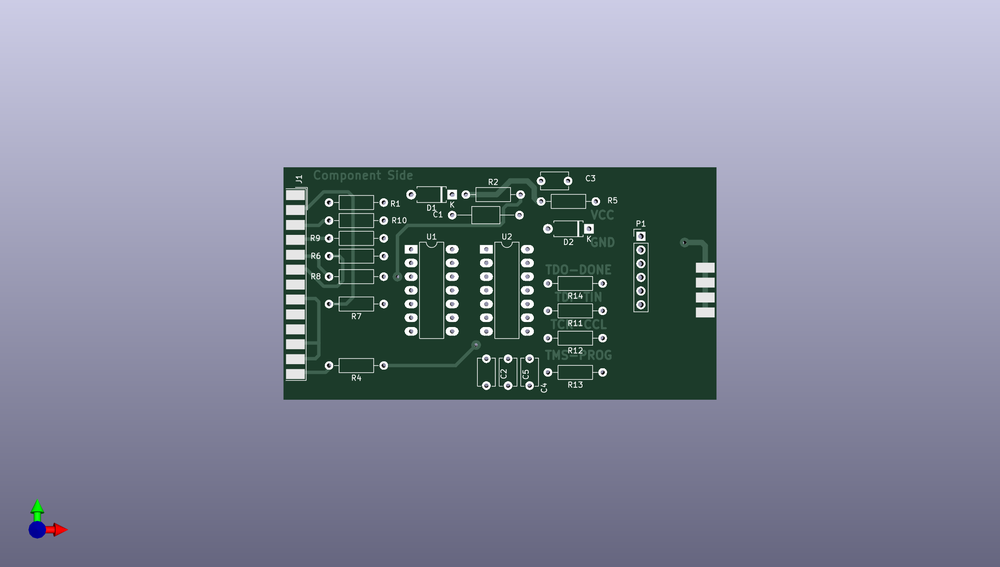 J1
Component Side
R1
R10
R9
R6
R8
R7
R4
D1
K
C1
R2
C3
R5
VCC
D2
K
GND
P1
U1
U2
TDO-DONE
R14
R11
R12
TMS-PROG
R13
C2
C5
C4